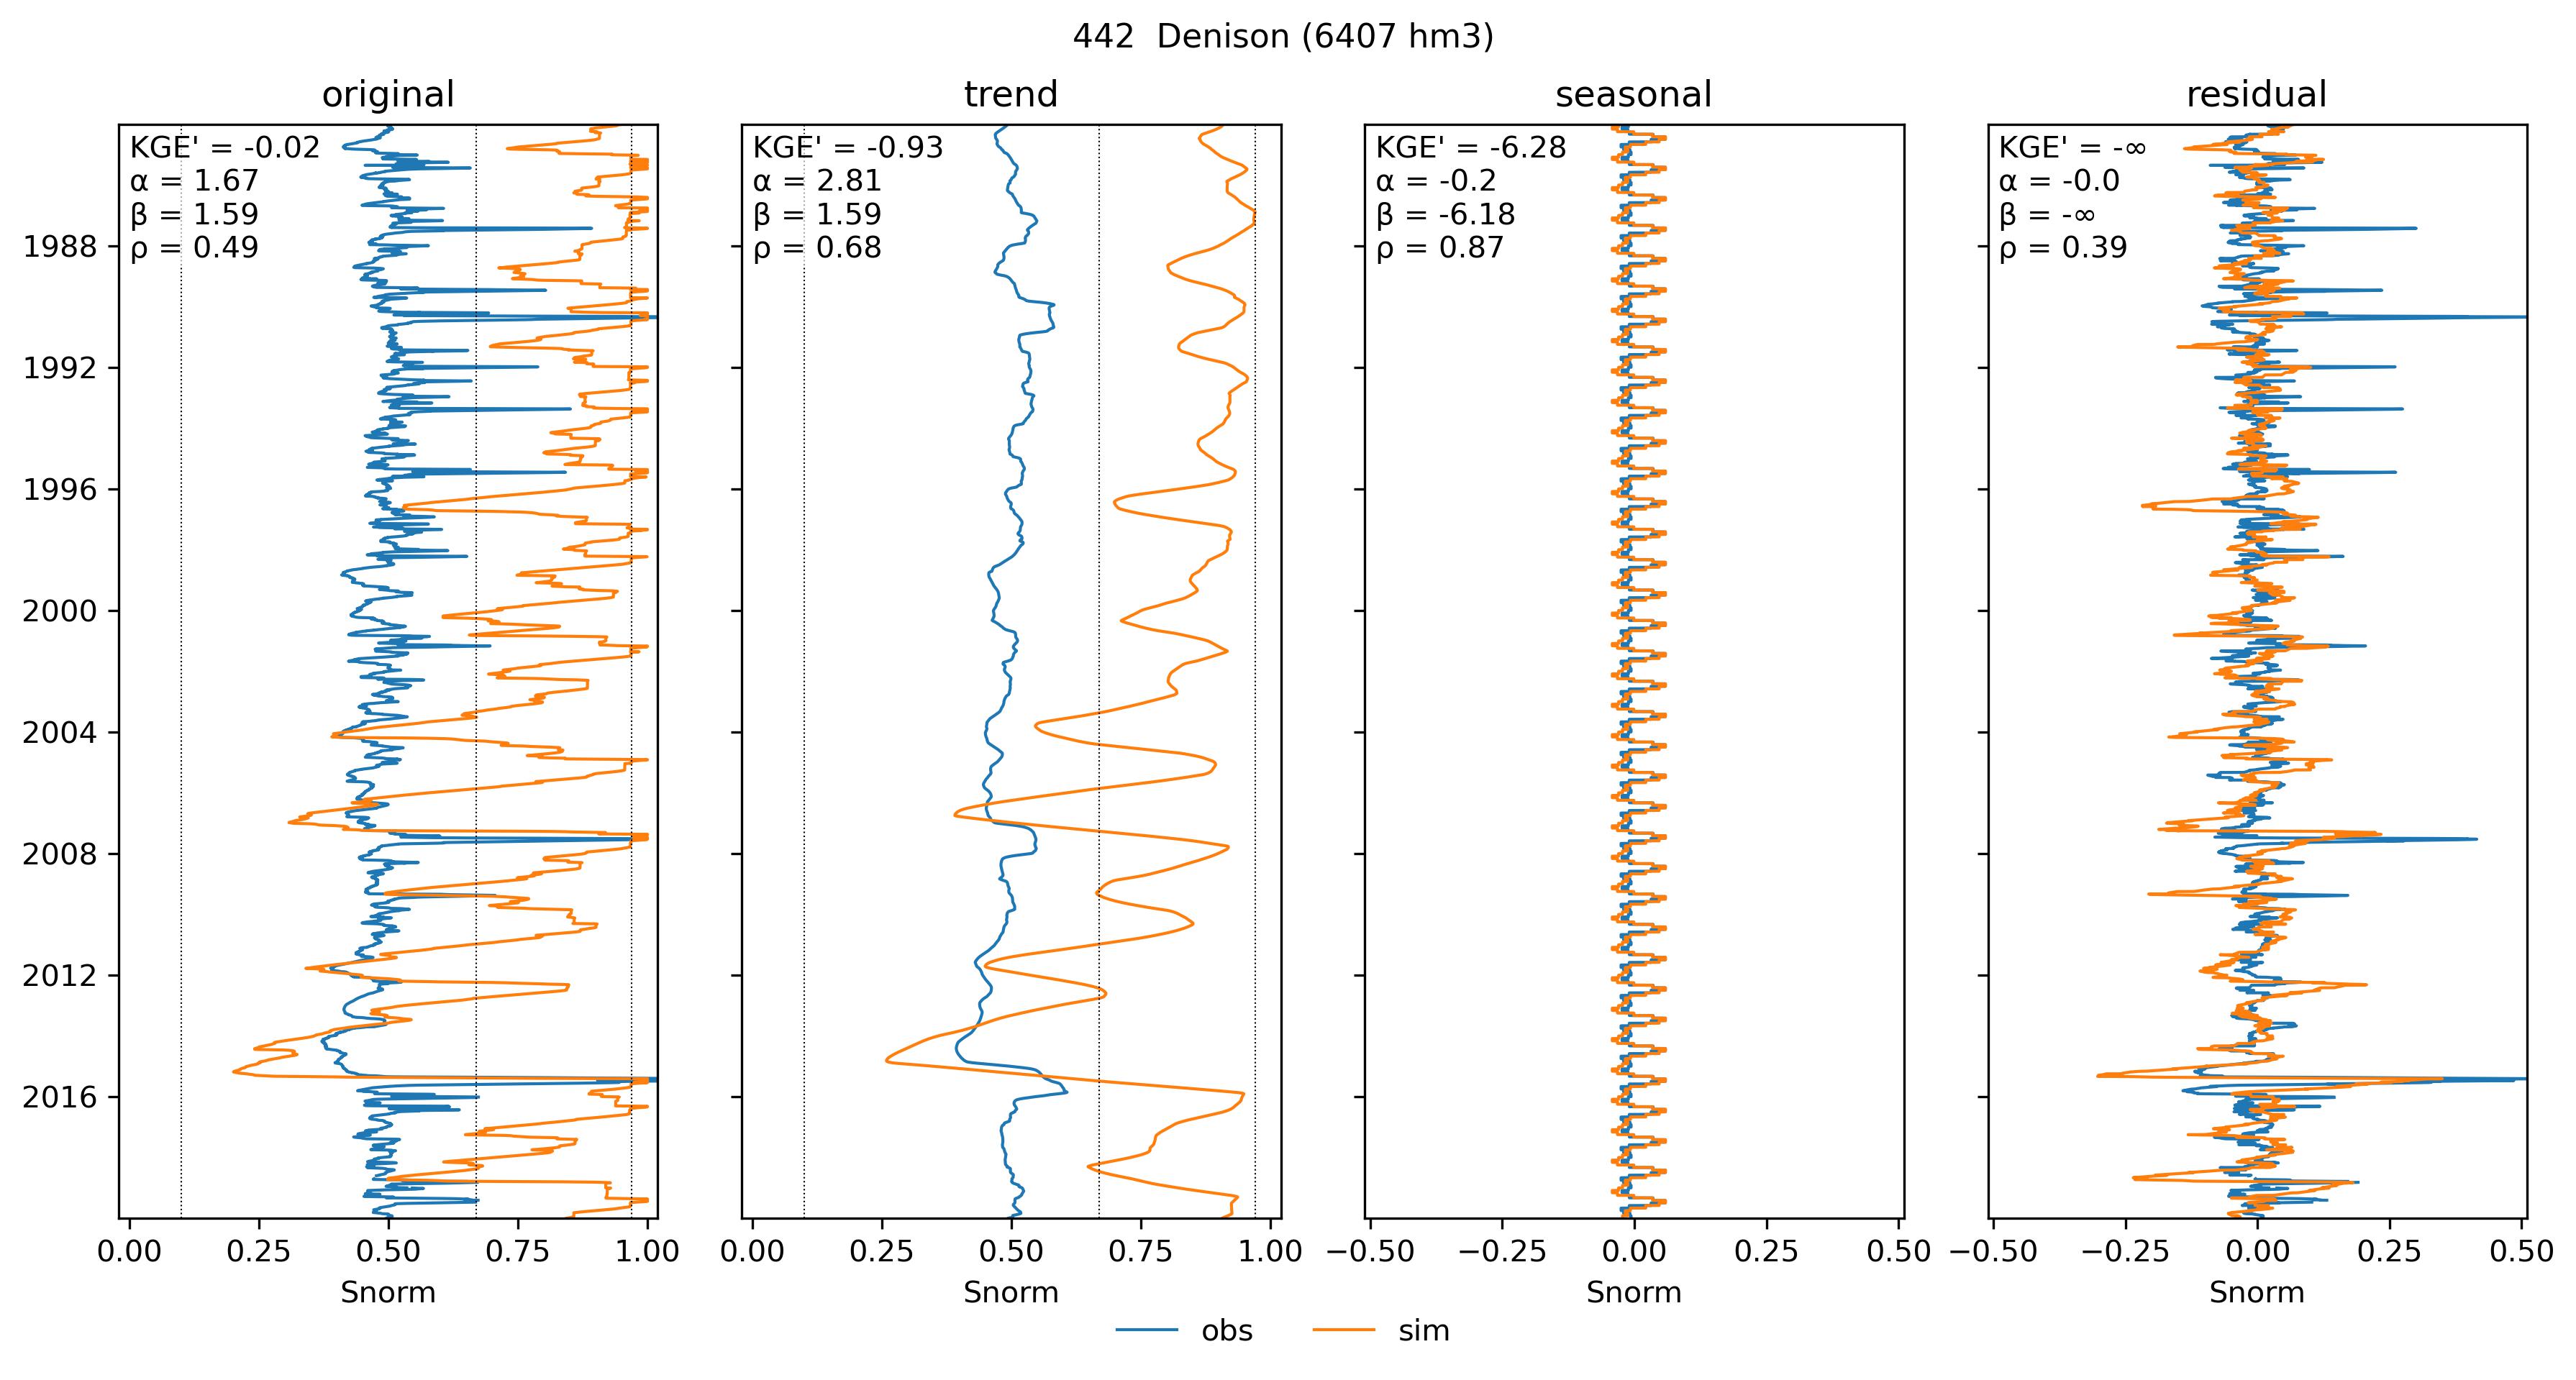 442  Denison (6407 hm3)
original
trend
seasonal
residual
KGE' = -0.02
α = 1.67
β = 1.59
ρ = 0.49
KGE' = -0.93
α = 2.81
β = 1.59
ρ = 0.68
KGE' = -6.28
α = -0.2
β = -6.18
ρ = 0.87
KGE' = -∞
α = -0.0
β = -∞
ρ = 0.39
1988
1992
1996
2000
2004
2008
2012
2016
0.00 0.25 0.50 0.75 1.00
0.00 0.25 0.50 0.75 1.00
−0.50 −0.25 0.00 0.25 0.50
−0.50 −0.25 0.00 0.25 0.50
Snorm
Snorm
Snorm
Snorm
obs
sim